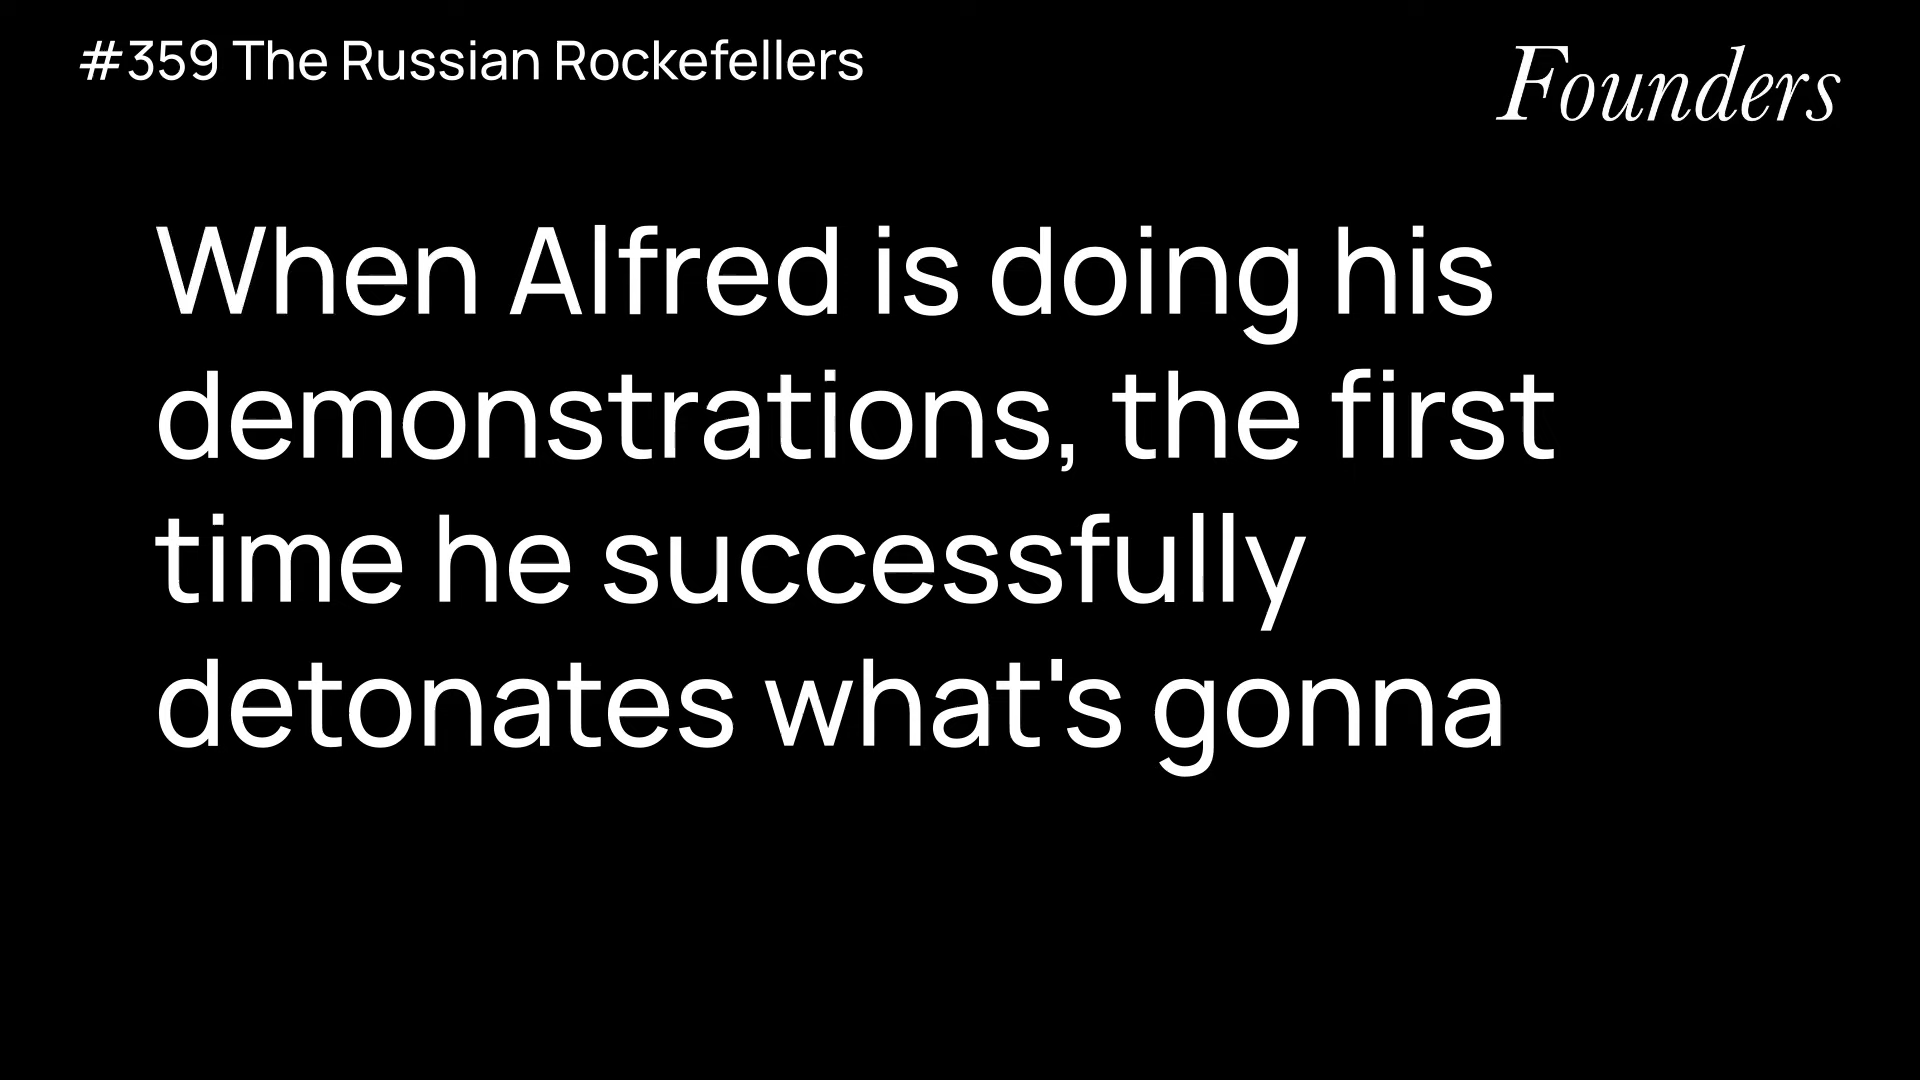 #359 The Russian Rockefellers
Founders
When Alfred is doing his
demonstrations, the first
time he successfully
detonates what's gonna